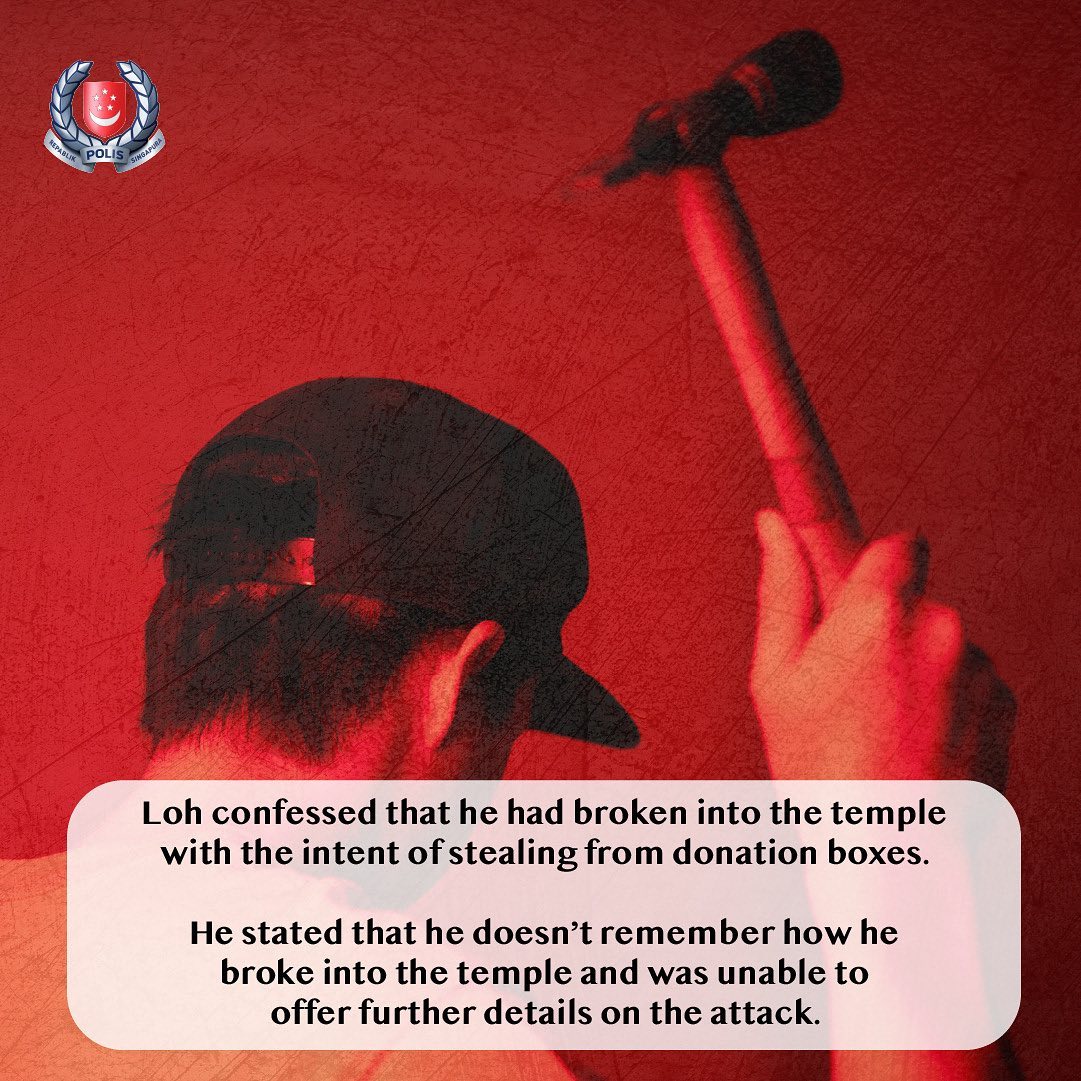 REPABLIK POLIS SINGAPURA
Loh confessed that he had broken into the temple
with the intent of stealing from donation boxes.
He stated that he doesn’t remember how he
broke into the temple and was unable to
offer further details on the attack.